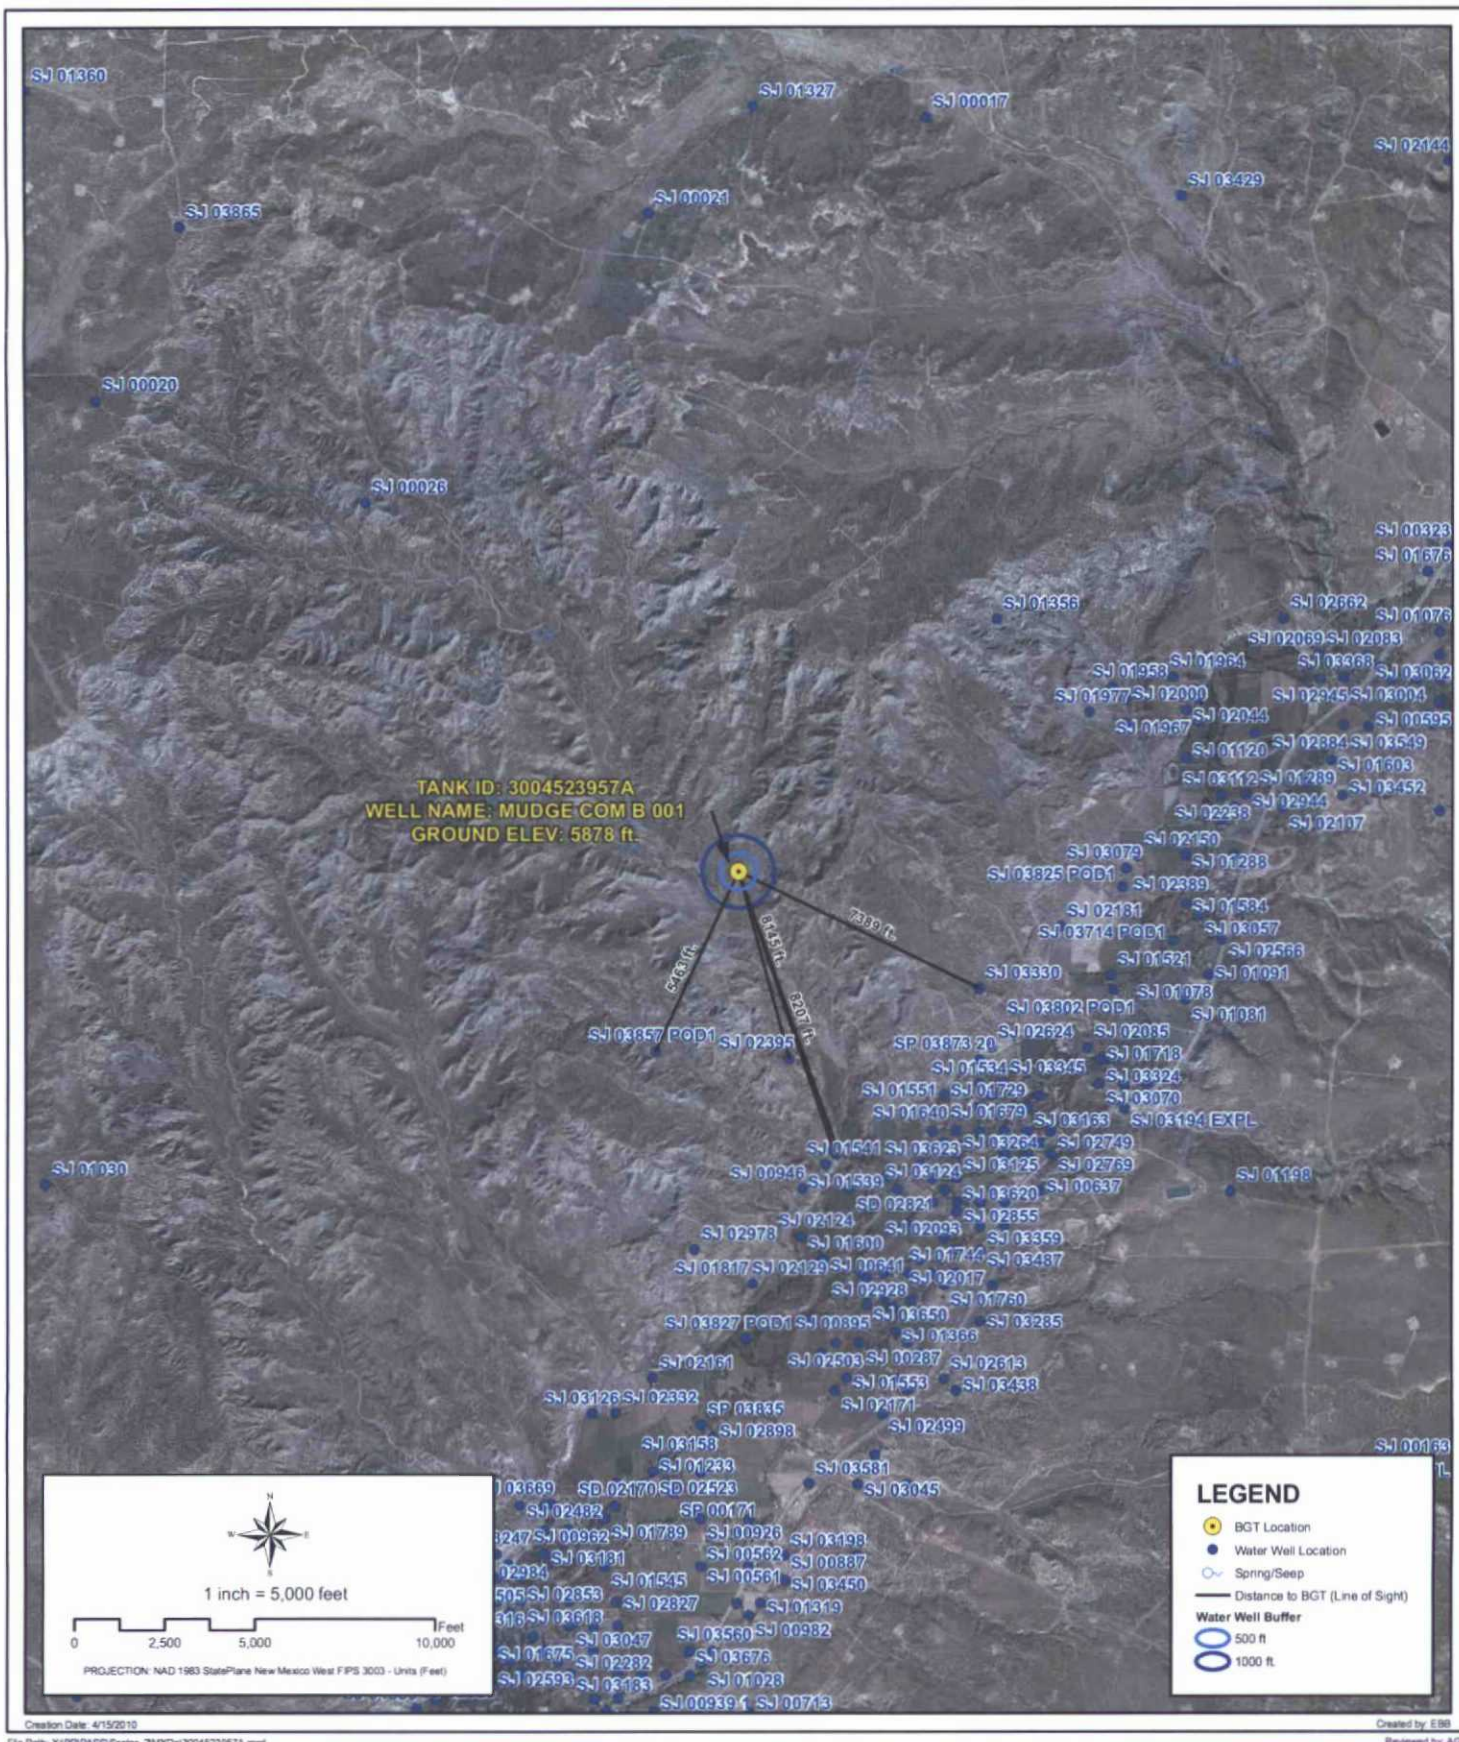 SJ 01360
SJ 01327
SJ 00017
SJ 02144
SJ 03429
SJ 00021
SJ 03865
SJ 00020
SJ 00026
SJ 00323
SJ 01676
SJ 01356
SJ 02662
SJ 01076
SJ 02069 SJ 02083
SJ 01958 SJ 01964
SJ 03368
SJ 03062
SJ 01977 SJ 02000
SJ 02945 SJ 03004
SJ 01967 SJ 02044
SJ 00595
SJ 02884 SJ 03549
SJ 01120
SJ 01603
SJ 03112 SJ 01289
SJ 03452
TANK ID: 3004523957A
WELL NAME: MUDGE COM B 001
GROUND ELEV: 5878 ft.
SJ 02238 SJ 02944
SJ 02107
SJ 02150
SJ 03079 SJ 01288
SJ 03825 POD1 SJ 02389
SJ 02181 SJ 01584
SJ 03714 POD1 SJ 03057
SJ 02566
7389 ft.
8145 ft.
5463 ft.
8207 ft.
SJ 03330
SJ 01521 SJ 01091
SJ 01078
SJ 03802 POD1
SJ 01081
SJ 03857 POD1 SJ 02395
SP 03873 20
SJ 02624 SJ 02085
SJ 01534 SJ 03345 SJ 01718
SJ 01551 SJ 01729 SJ 03324
SJ 01640 SJ 01679 SJ 03070
SJ 03163 SJ 03194 EXPL
SJ 01541 SJ 03623 SJ 03264 SJ 02749
SJ 01030
SJ 00946 SJ 03124 SJ 03125 SJ 02769
SJ 01539 SJ 00637
SJ 01198
SD 02821 SJ 03620
SJ 02124 SJ 02093 SJ 02855
SJ 02978 SJ 01600 SJ 03359
SJ 01744 SJ 03487
SJ 01817 SJ 02129 SJ 00641
SJ 02017
SJ 02928 SJ 01760
SJ 03827 POD1 SJ 00895 SJ 03650 SJ 03285
SJ 01366
SJ 02503 SJ 00287
SJ 02161 SJ 02613
SJ 01553 SJ 03438
SJ 03126 SJ 02332
SP 03835 SJ 02171
SJ 02898 SJ 02499
SJ 03158
SJ 00163
SJ 01233
SJ 03581
SJ 03045
03669 SD 02170 SD 02523
SJ 02482 SP 00171
SJ 00962 SJ 01789 SJ 00926
SJ 03198
SJ 03181 SJ 00562 SJ 00887
02984 SJ 01545 SJ 00561 SJ 03450
SJ 02853 SJ 02827 SJ 01319
SJ 03618 SJ 00982
SJ 03047 SJ 03560
SJ 01675 SJ 02282 SJ 03676
SJ 02593 SJ 03183 SJ 01028
SJ 00939 1 SJ 00713
N
W E
S
1 inch = 5,000 feet
Feet
0 2,500 5,000 10,000
PROJECTION: NAD 1983 StatePlane New Mexico West FIPS 3003 - Units (Feet)
LEGEND
BGT Location
Water Well Location
Spring/Seep
Distance to BGT (Line of Sight)
Water Well Buffer
500 ft
1000 ft.
Creation Date: 4/15/2010
Created by: EBB